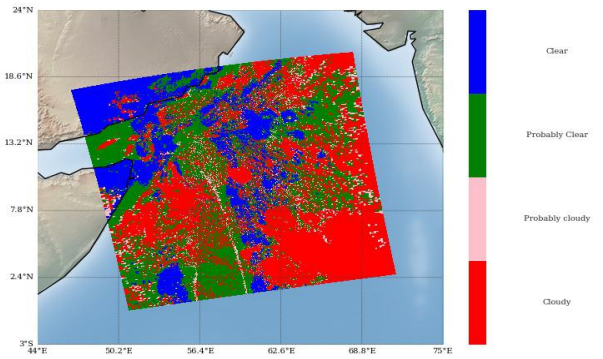 24°N
18.6°N
13.2°N
7.8°N
2.4°N
3°S
44°E 50.2°E 56.4°E 62.6°E 68.8°E 75°E
Clear
Probably Clear
Probably cloudy
Cloudy